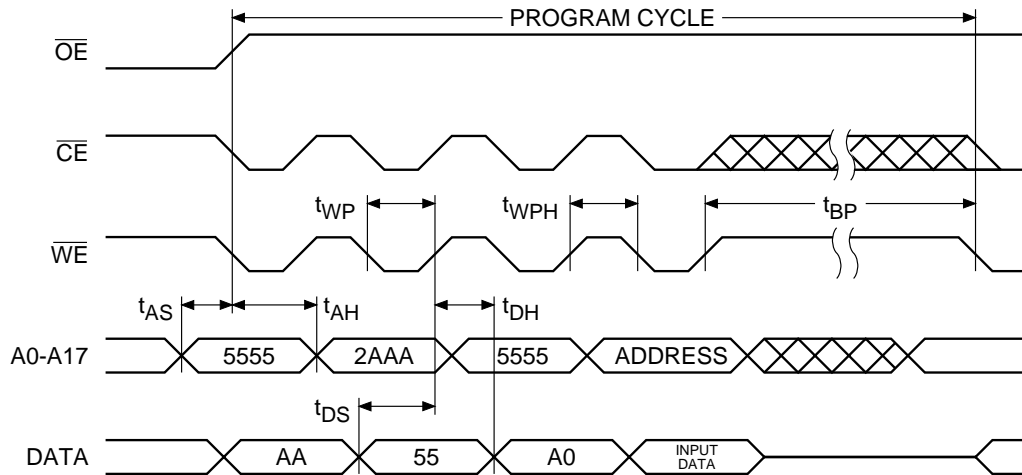 PROGRAM CYCLE
OE
CE
tWP
tWPH
tBP
WE
tAS
tAH
tDH
A0-A17
5555
2AAA
5555
ADDRESS
tDS
DATA
AA
55
A0
INPUT
DATA